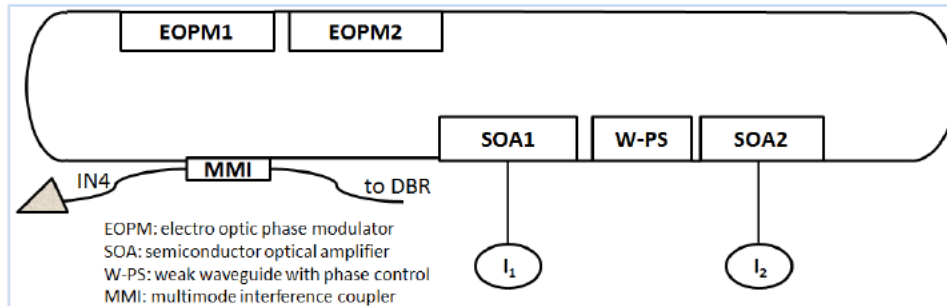 EOPM1 EOPM2
SOA1 W-PS SOA2
MMI
IN4 to DBR
EOPM: electro optic phase modulator
SOA: semiconductor optical amplifier
W-PS: weak waveguide with phase control
MMI: multimode interference coupler
I₁ I₂